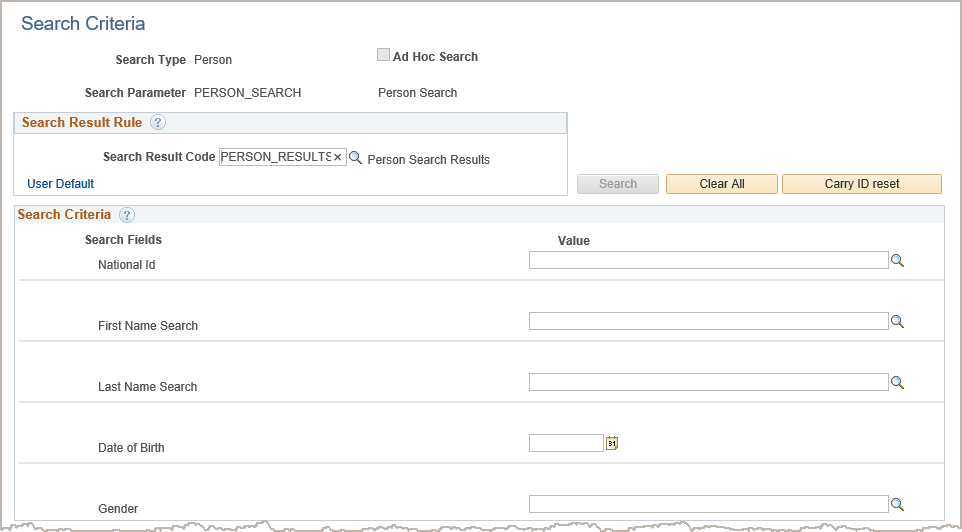 Search Criteria
Search Type Person Ad Hoc Search
Search Parameter PERSON_SEARCH Person Search
Search Result Rule ?
Search Result Code PERSON_RESULTS × Person Search Results
User Default Search Clear All Carry ID reset
Search Criteria ?
Search Fields Value
National Id
First Name Search
Last Name Search
Date of Birth 31
Gender